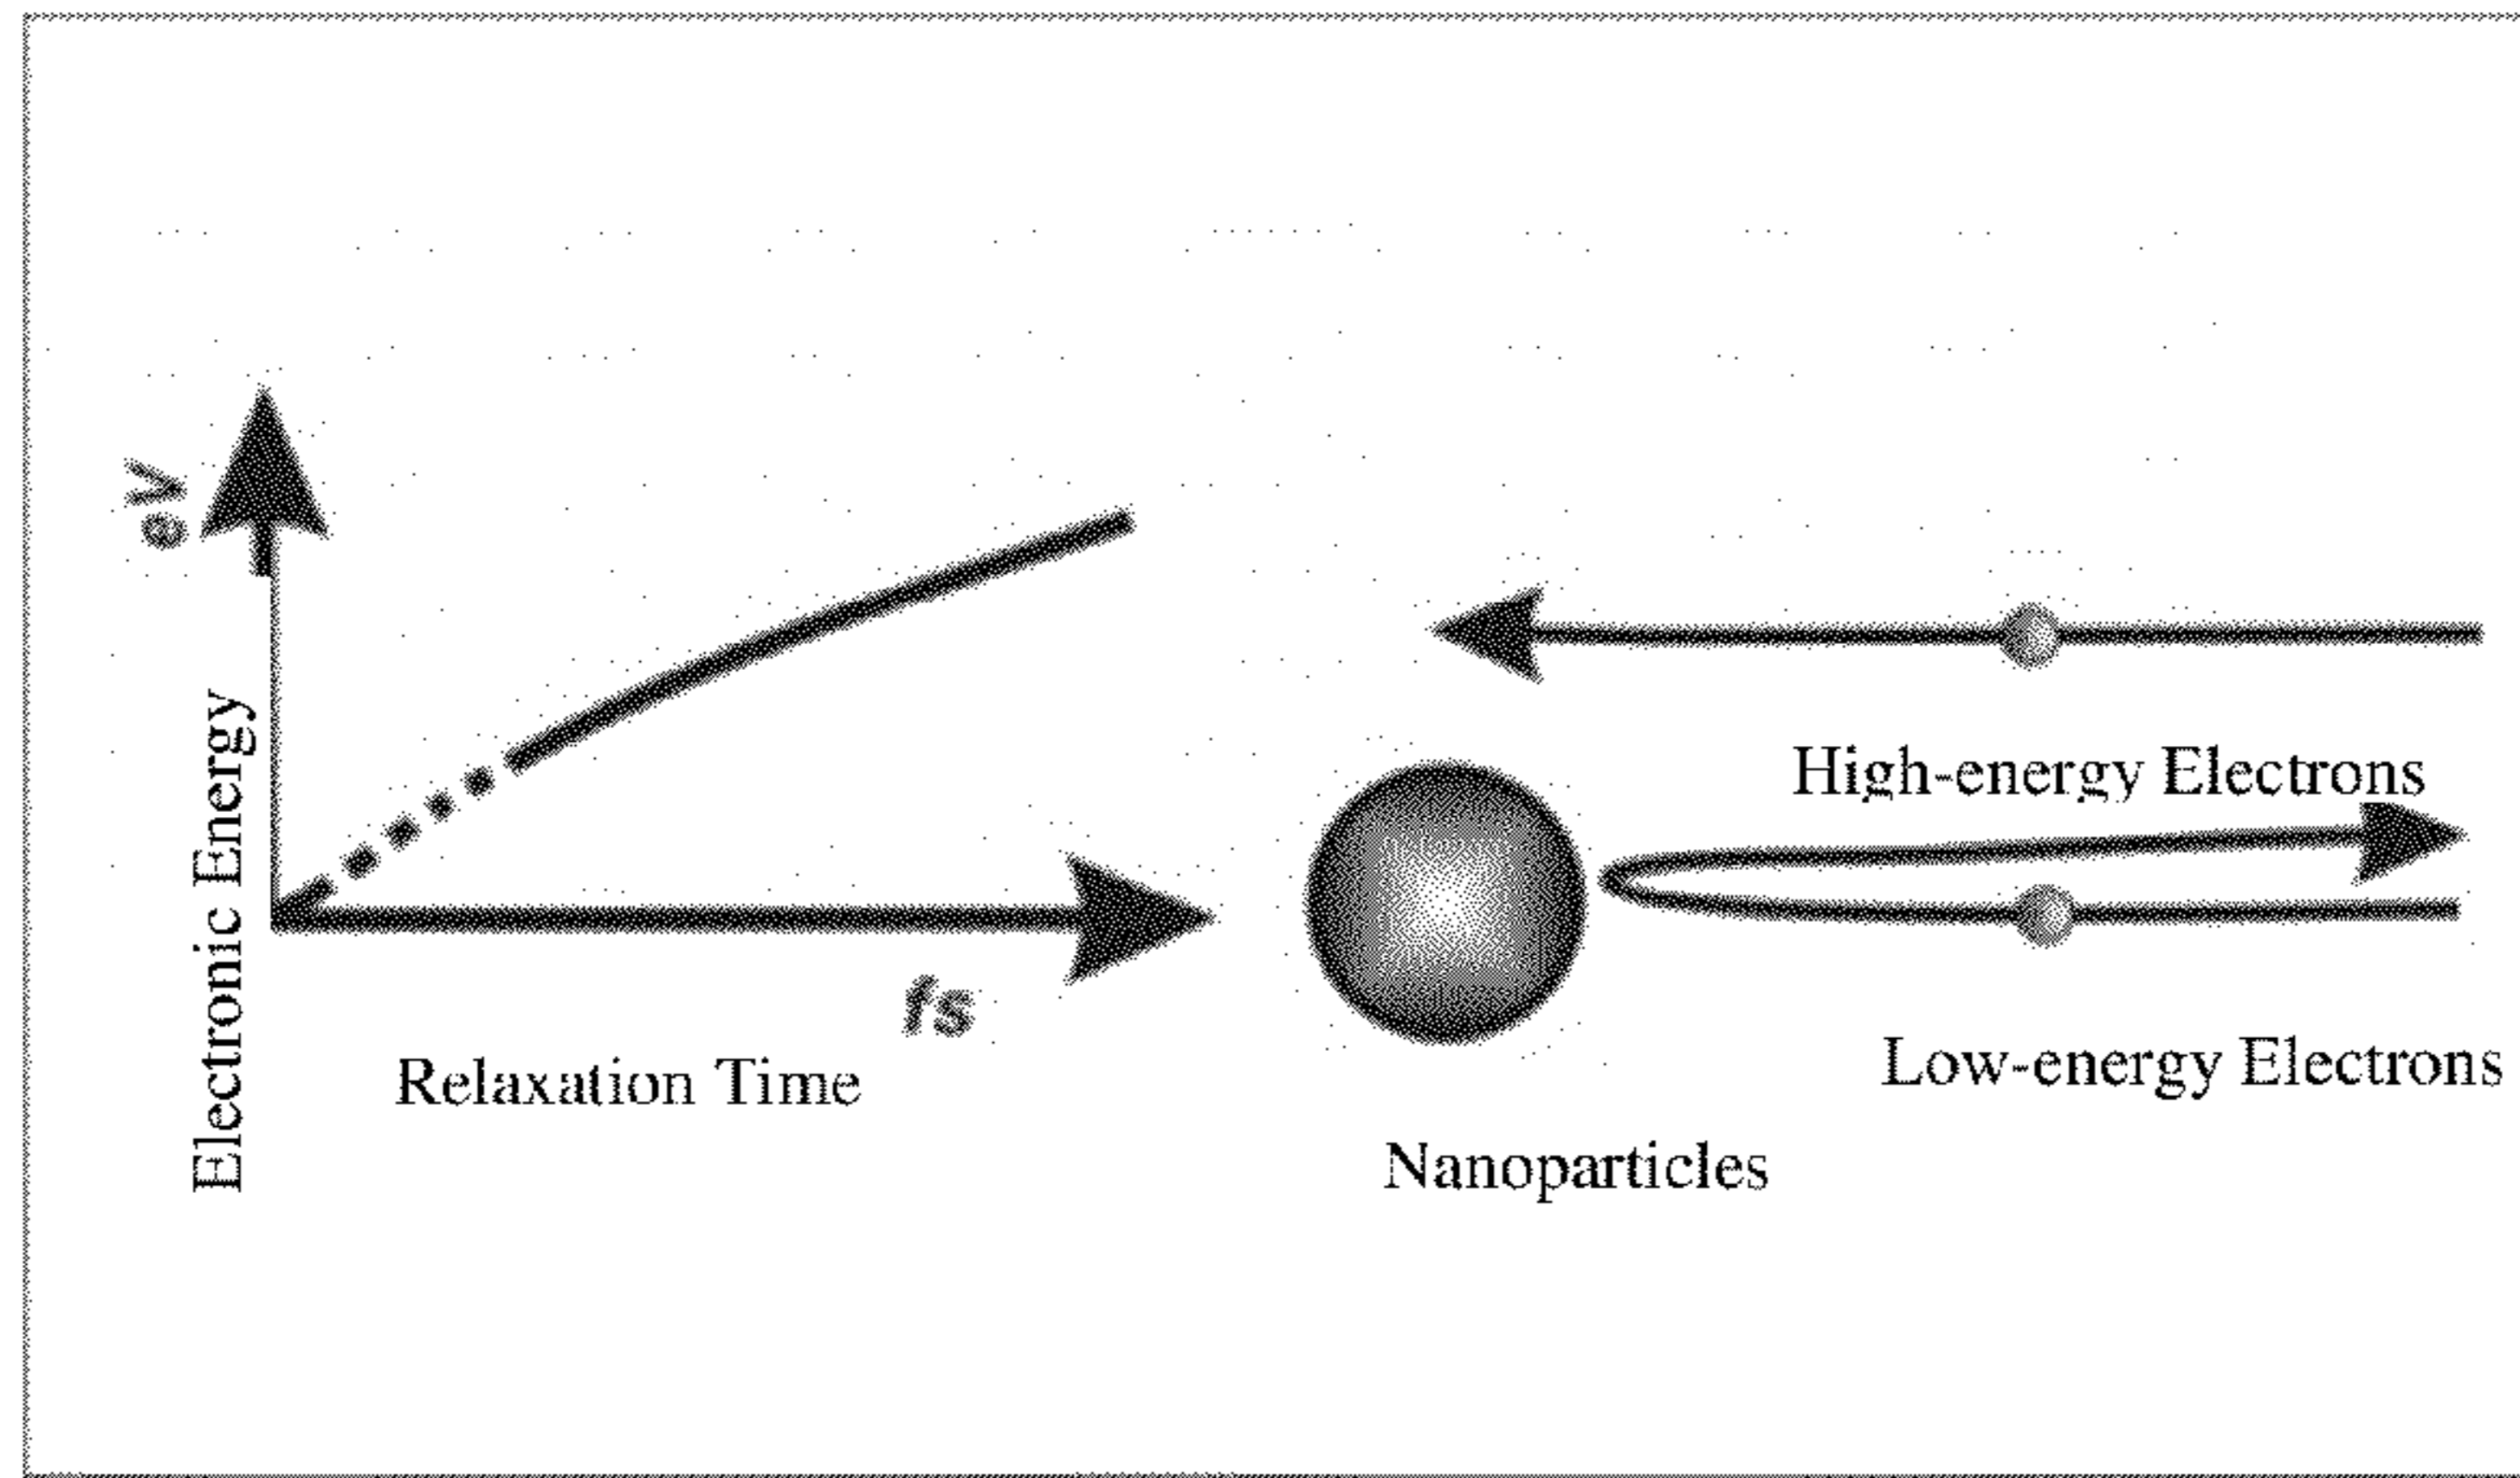 eV
Electronic Energy
fs
Relaxation Time
High-energy Electrons
Low-energy Electrons
Nanoparticles